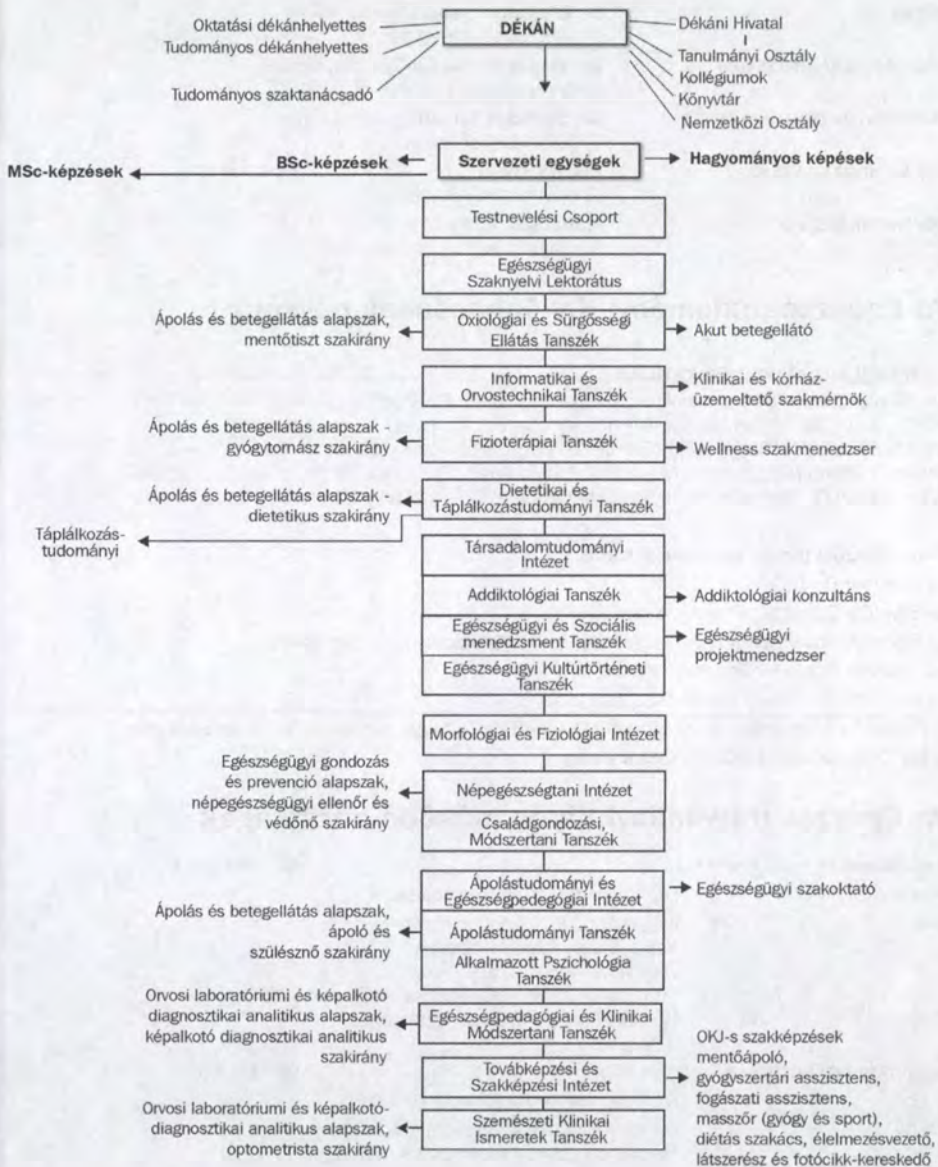 Oktatási dékánhelyettes
Tudományos dékánhelyettes
Tudományos szaktanácsadó
DÉKÁN
Dékáni Hivatal
Tanulmányi Osztály
Kollégiumok
Könyvtár
Nemzetközi Osztály
MSc-képzések
BSc-képzések
Szervezeti egységek
Hagyományos képések
Testnevelési Csoport
Egészségügyi
Szaknyelvi Lektorátus
Ápolás és betegellátás alapszak,
mentőtiszt szakirány
Oxiológiai és Sürgősségi
Ellátás Tanszék
Akut betegellátó
Informatikai és
Orvostechnikai Tanszék
Klinikai és kórház-
üzemeltető szakmérnök
Ápolás és betegellátás alapszak -
gyógytornász szakirány
Fizioterápiai Tanszék
Wellness szakmenedzser
Ápolás és betegellátás alapszak -
dietetikus szakirány
Dietetikai és
Táplálkozástudományi Tanszék
Táplálkozás-
tudományi
Társadalomtudományi
Intézet
Addiktológiai Tanszék
Addiktológiai konzultáns
Egészségügyi és Szociális
menedzsment Tanszék
Egészségügyi
projektmenedzser
Egészségügyi Kultúrtörténeti
Tanszék
Morfológiai és Fiziológiai Intézet
Egészségügyi gondozás
és prevenció alapszak,
népegészségügyi ellenőr és
védőnő szakirány
Népegészségtani Intézet
Családgondozási,
Módszertani Tanszék
Ápolástudományi és
Egészségpedegógiai Intézet
Egészségügyi szakoktató
Ápolás és betegellátás alapszak,
ápoló és
szülésznő szakirány
Ápolástudományi Tanszék
Alkalmazott Pszichológia
Tanszék
Orvosi laboratóriumi és képalkotó
diagnosztikai analitikus alapszak,
képalkotó diagnosztikai analitikus
szakirány
Egészségpedagógiai és Klinikai
Módszertani Tanszék
Továbképzési és
Szakképzési Intézet
OKJ-s szakképzések
mentőápoló,
gyógyszertári asszisztens,
fogászati asszisztens,
masszőr (gyógy és sport),
diétás szakács, élelmezésvezető,
látszerész és fotócikk-kereskedő
Orvosi laboratóriumi és képalkotó-
diagnosztikai analitikus alapszak,
optometrista szakirány
Szemészeti Klinikai
Ismeretek Tanszék